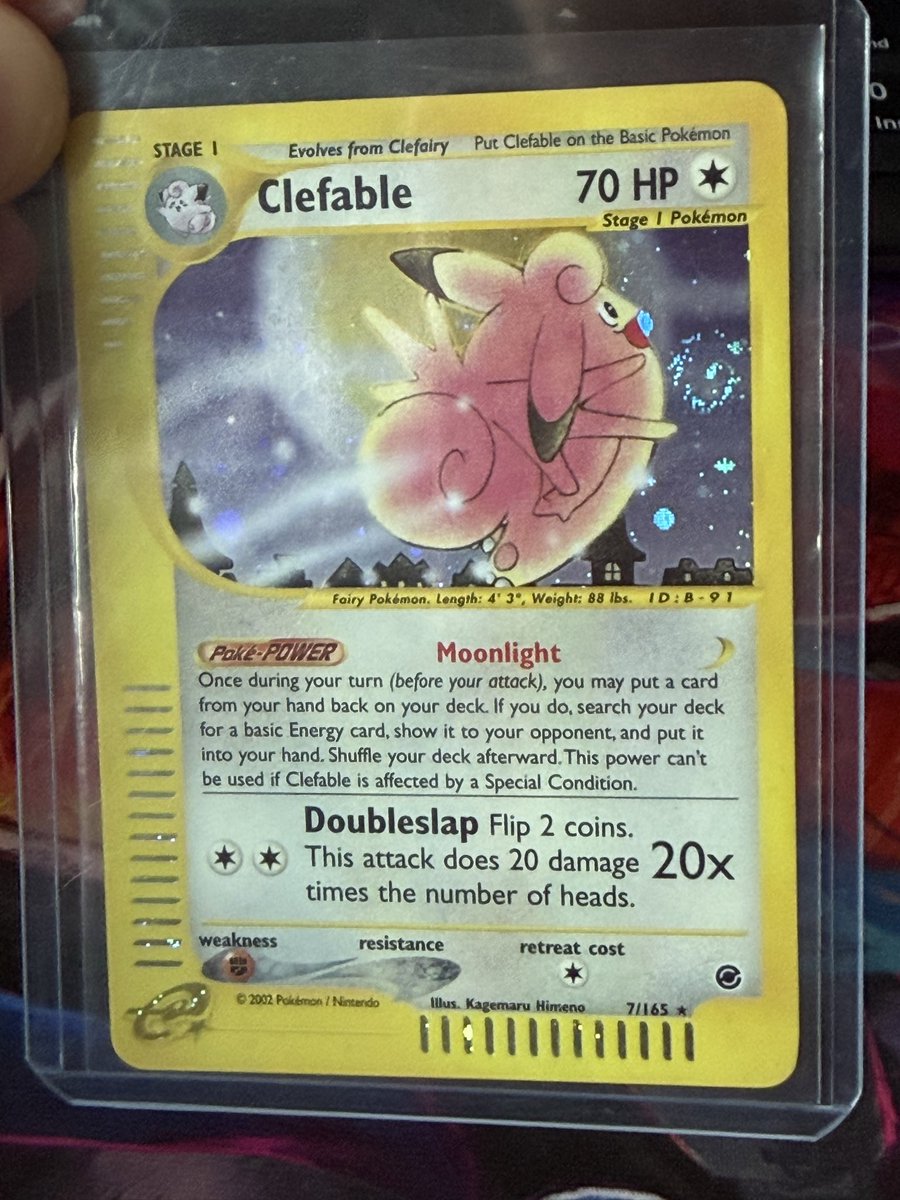 nd
0
In
STAGE 1 Evolves from Clefairy Put Clefable on the Basic Pokémon
Clefable 70 HP
Stage 1 Pokémon
Fairy Pokémon. Length: 4' 3", Weight: 88 lbs. ID:B-91
Poké-POWER Moonlight
Once during your turn (before your attack), you may put a card
from your hand back on your deck. If you do, search your deck
for a basic Energy card, show it to your opponent, and put it
into your hand. Shuffle your deck afterward. This power can't
be used if Clefable is affected by a Special Condition.
Doubleslap Flip 2 coins.
This attack does 20 damage 20x
times the number of heads.
weakness resistance retreat cost
e
© 2002 Pokémon / Nintendo Illus. Kagemaru Himeno 7/165 ★